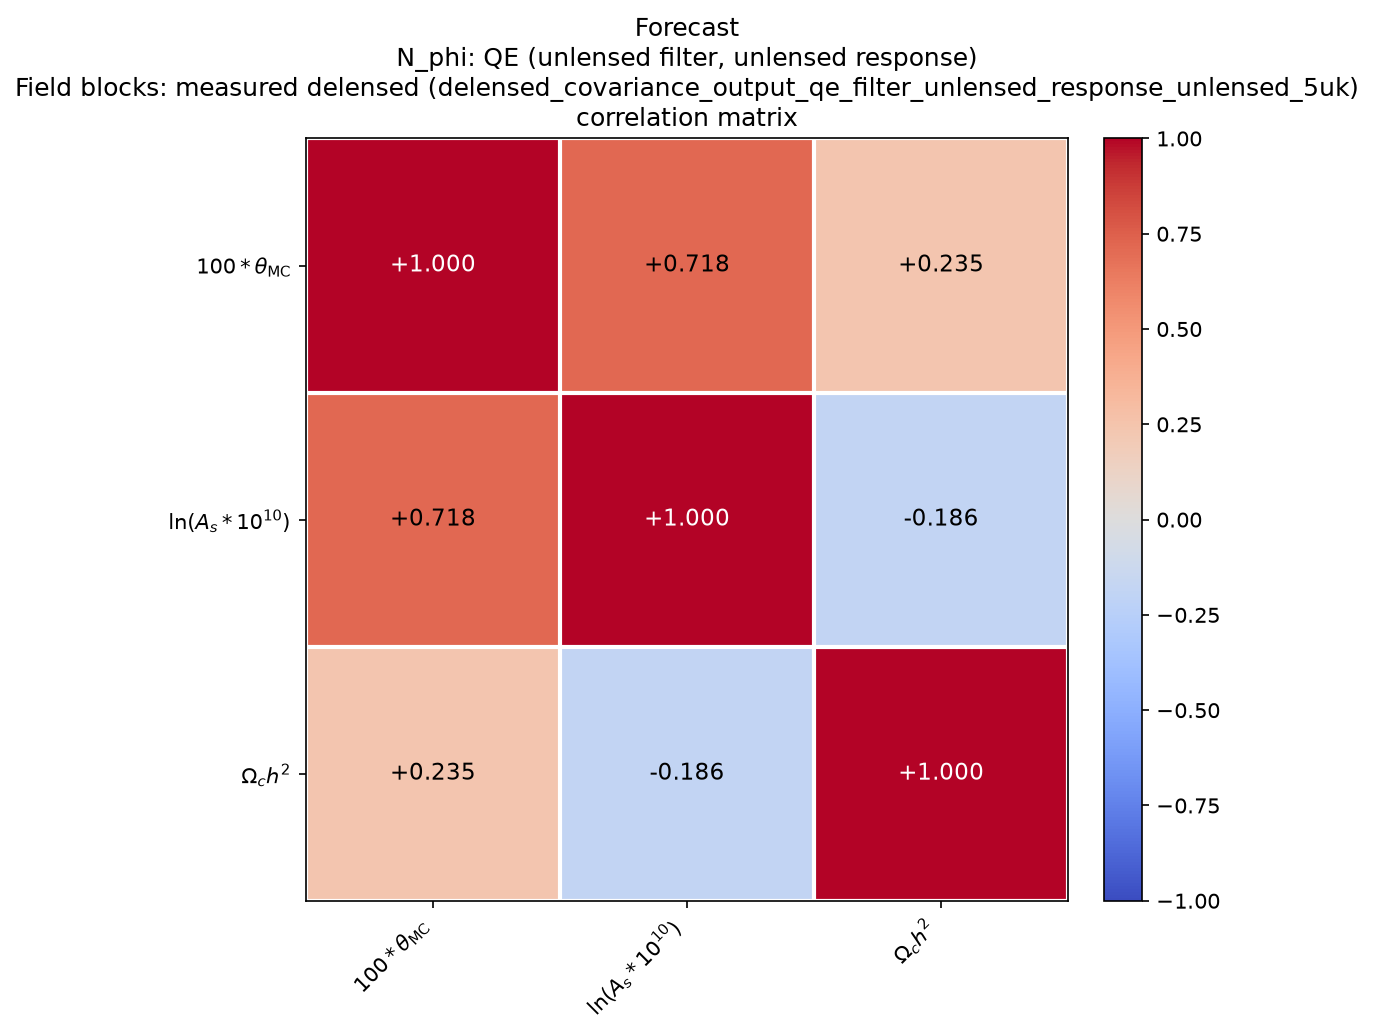 Forecast
N_phi: QE (unlensed filter, unlensed response)
Field blocks: measured delensed (delensed_covariance_output_qe_filter_unlensed_response_unlensed_5uk)
correlation matrix
1.00
0.75
0.50
0.25
0.00
−0.25
−0.50
−0.75
−1.00
100 * θ_MC +1.000 +0.718 +0.235
ln(A_s * 10^10) +0.718 +1.000 -0.186
Ω_c h^2 +0.235 -0.186 +1.000
100 * θ_MC
ln(A_s * 10^10)
Ω_c h^2